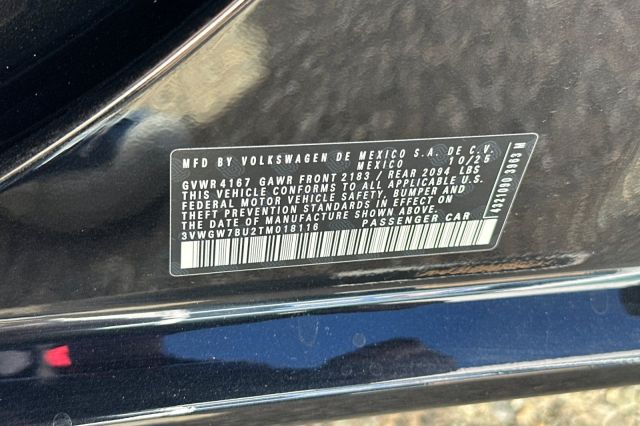 MFD BY VOLKSWAGEN DE MEXICO S.A. DE C.V.
MEXICO 10/25
GVWR 4167 GAWR FRONT 2183 / REAR 2094 LBS
THIS VEHICLE CONFORMS TO ALL APPLICABLE U.S.
FEDERAL MOTOR VEHICLE SAFETY, BUMPER AND
THEFT PREVENTION STANDARDS IN EFFECT ON
THE DATE OF MANUFACTURE SHOWN ABOVE.
3VWGW7BU2TM018116 PASSENGER CAR
4321090 3963 M